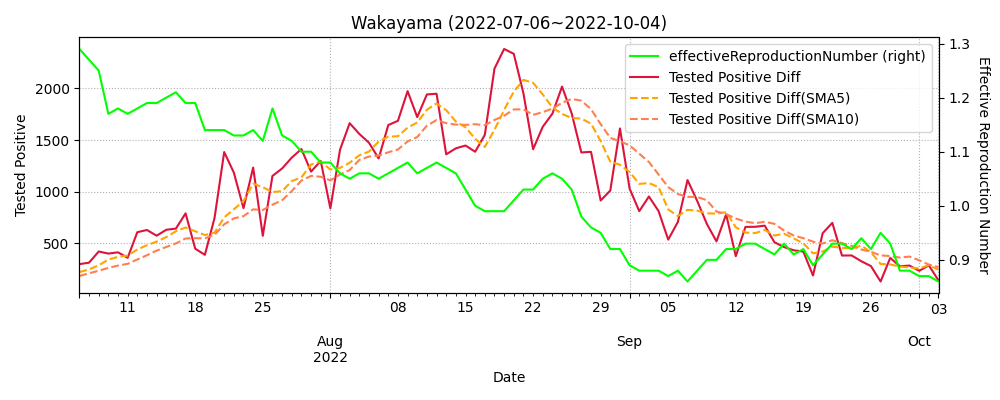 Wakayama (2022-07-06~2022-10-04)
effectiveReproductionNumber (right)
Tested Positive Diff
Tested Positive Diff(SMA5)
Tested Positive Diff(SMA10)
Tested Positive
2000
1500
1000
500
1.3
1.2
1.1
1.0
0.9
Effective Reproduction Number
11 18 25 08 15 22 29 05 12 19 26 03
Aug Sep Oct
2022
Date